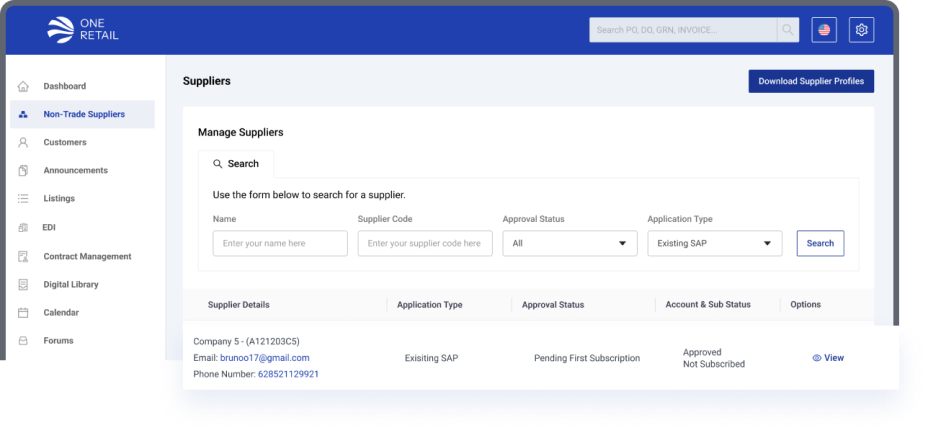 ONE
RETAIL
Search PO, DO, GRN, INVOICE...
Dashboard
Non-Trade Suppliers
Customers
Announcements
Listings
EDI
Contract Management
Digital Library
Calendar
Forums
Suppliers
Download Supplier Profiles
Manage Suppliers
Search
Use the form below to search for a supplier.
Name Supplier Code Approval Status Application Type
Enter your name here Enter your supplier code here All Existing SAP Search
Supplier Details Application Type Approval Status Account & Sub Status Options
Company 5 - (A121203C5)
Email: brunoo17@gmail.com
Phone Number: 628521129921
Exisiting SAP
Pending First Subscription
Approved
Not Subscribed
View